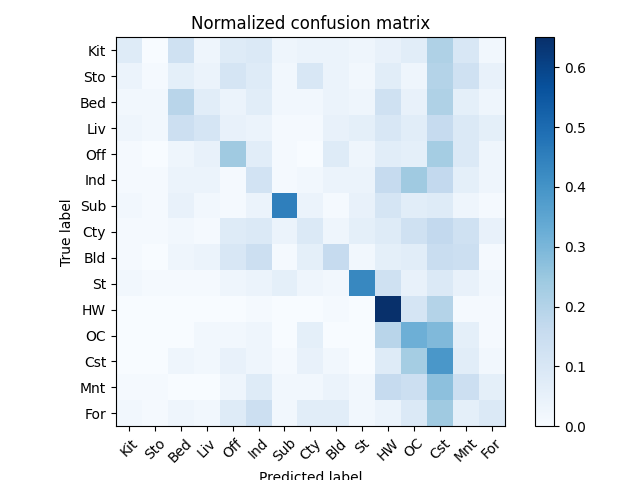 Normalized confusion matrix
True label
Kit
Sto
Bed
Liv
Off
Ind
Sub
Cty
Bld
St
HW
OC
Cst
Mnt
For
Kit Sto Bed Liv Off Ind Sub Cty Bld St HW OC Cst Mnt For
Predicted label
0.6
0.5
0.4
0.3
0.2
0.1
0.0